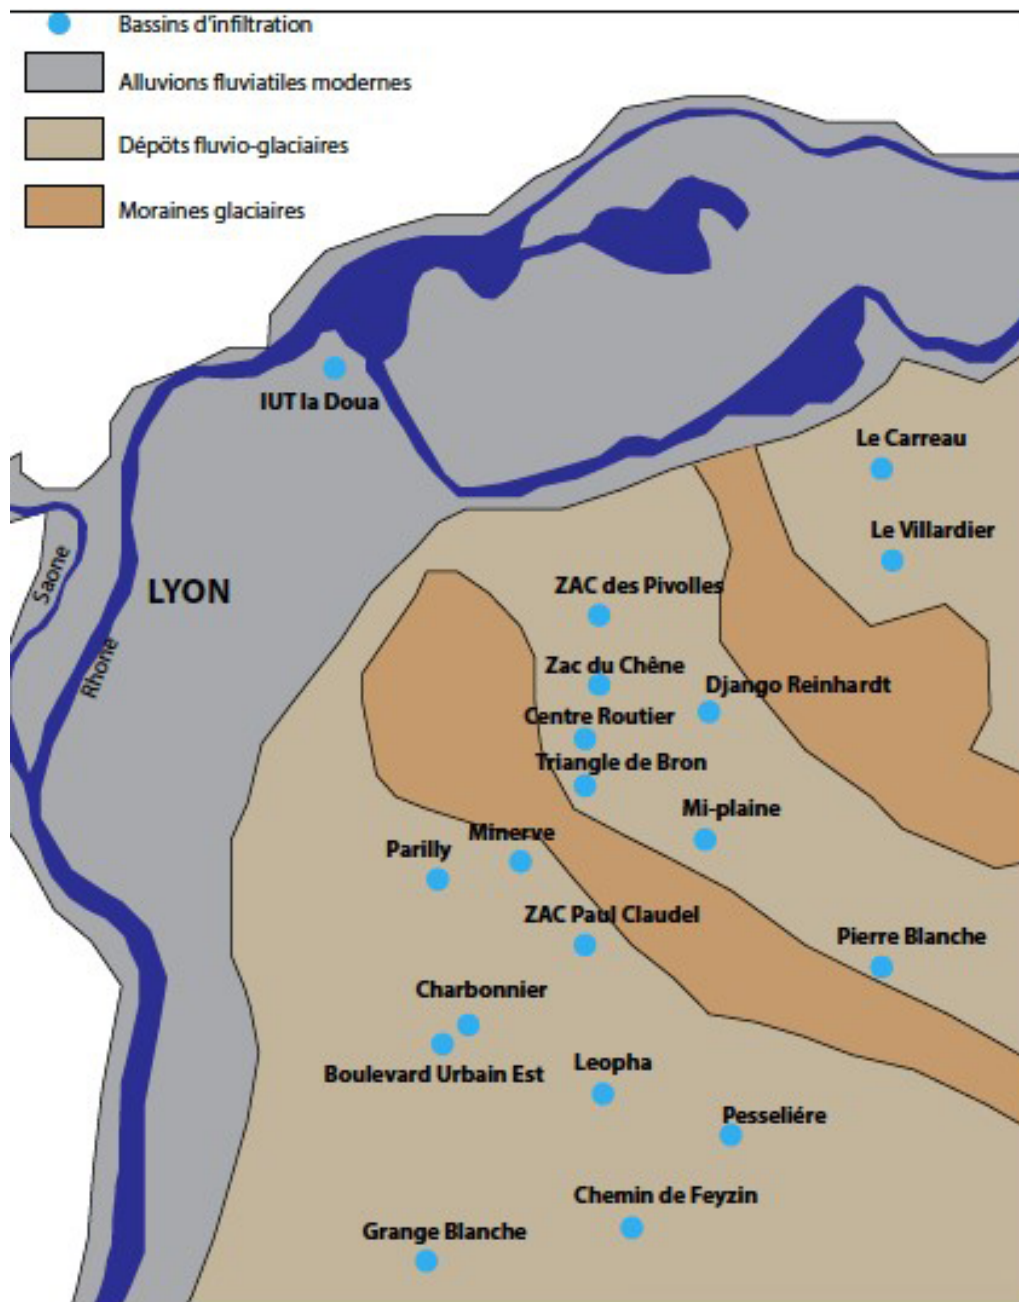 Bassins d'infiltration
Alluvions fluviatiles modernes
Dépôts fluvio-glaciaires
Moraines glaciaires
IUT la Doua
Le Carreau
Le Villardier
Saone
LYON
ZAC des Pivolles
Rhone
Zac du Chêne
Django Reinhardt
Centre Routier
Triangle de Bron
Mi-plaine
Minerve
Parilly
ZAC Paul Claudel
Pierre Blanche
Charbonnier
Leopha
Boulevard Urbain Est
Pesseliére
Chemin de Feyzin
Grange Blanche